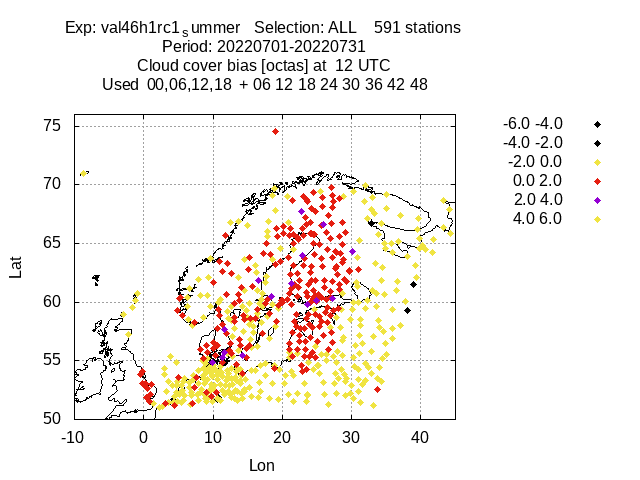 Exp: val46h1rc1summer Selection: ALL 591 stations
Period: 20220701-20220731
Cloud cover bias [octas] at 12 UTC
Used 00,06,12,18 + 06 12 18 24 30 36 42 48
-6.0 -4.0
-4.0 -2.0
-2.0 0.0
0.0 2.0
2.0 4.0
4.0 6.0
Lat
75
70
65
60
55
50
-10 0 10 20 30 40
Lon